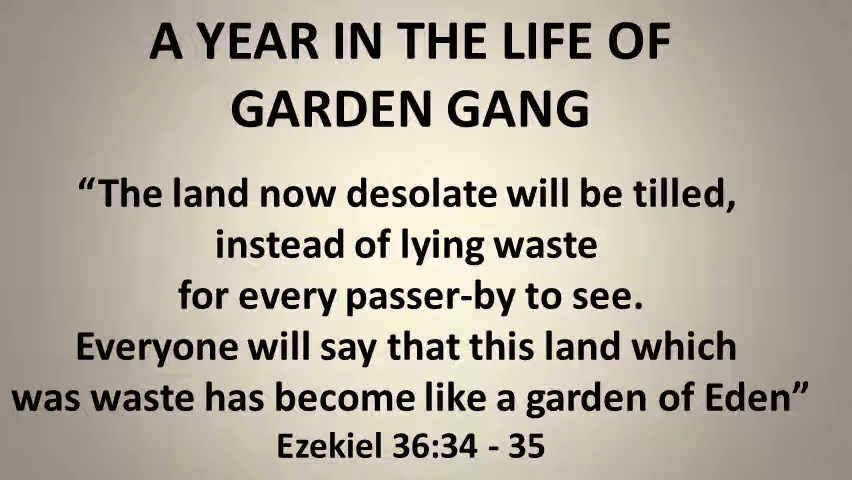 A YEAR IN THE LIFE OF
GARDEN GANG
“The land now desolate will be tilled,
instead of lying waste
for every passer-by to see.
Everyone will say that this land which
was waste has become like a garden of Eden”
Ezekiel 36:34 - 35